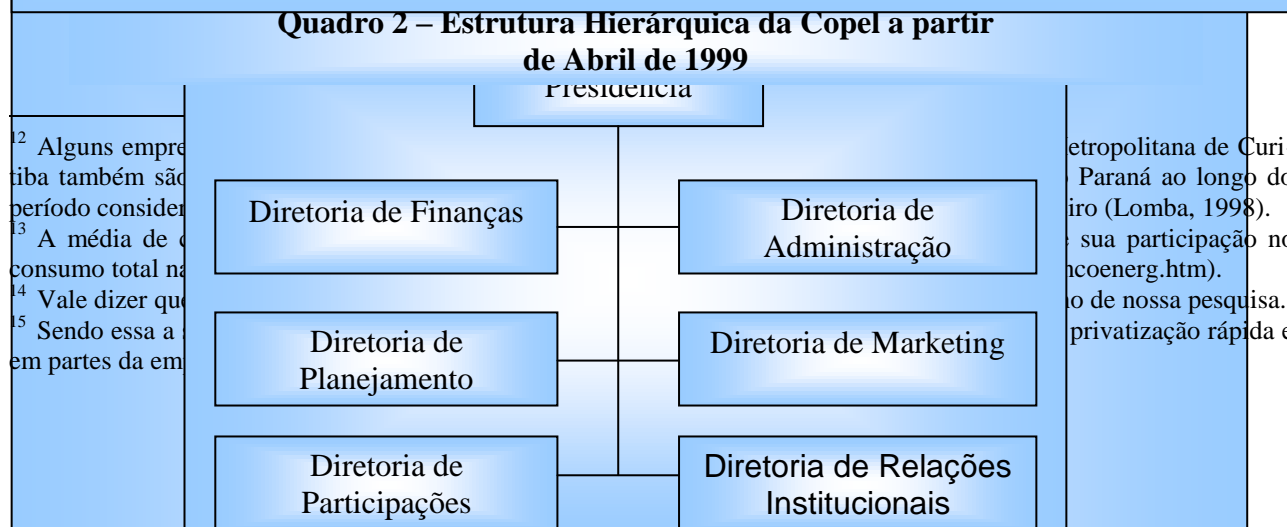 Quadro 2 – Estrutura Hierárquica da Copel a partir
de Abril de 1999
Presidência
Diretoria de Finanças
Diretoria de
Administração
Diretoria de
Planejamento
Diretoria de Marketing
Diretoria de
Participações
Diretoria de Relações
Institucionais
12 Alguns empre etropolitana de Curi
tiba também são Paraná ao longo do
período consider iro (Lomba, 1998).
13 A média de sua participação no
consumo total na ncoenerg.htm).
14 Vale dizer que o de nossa pesquisa.
15 Sendo essa a privatização rápida e
em partes da em